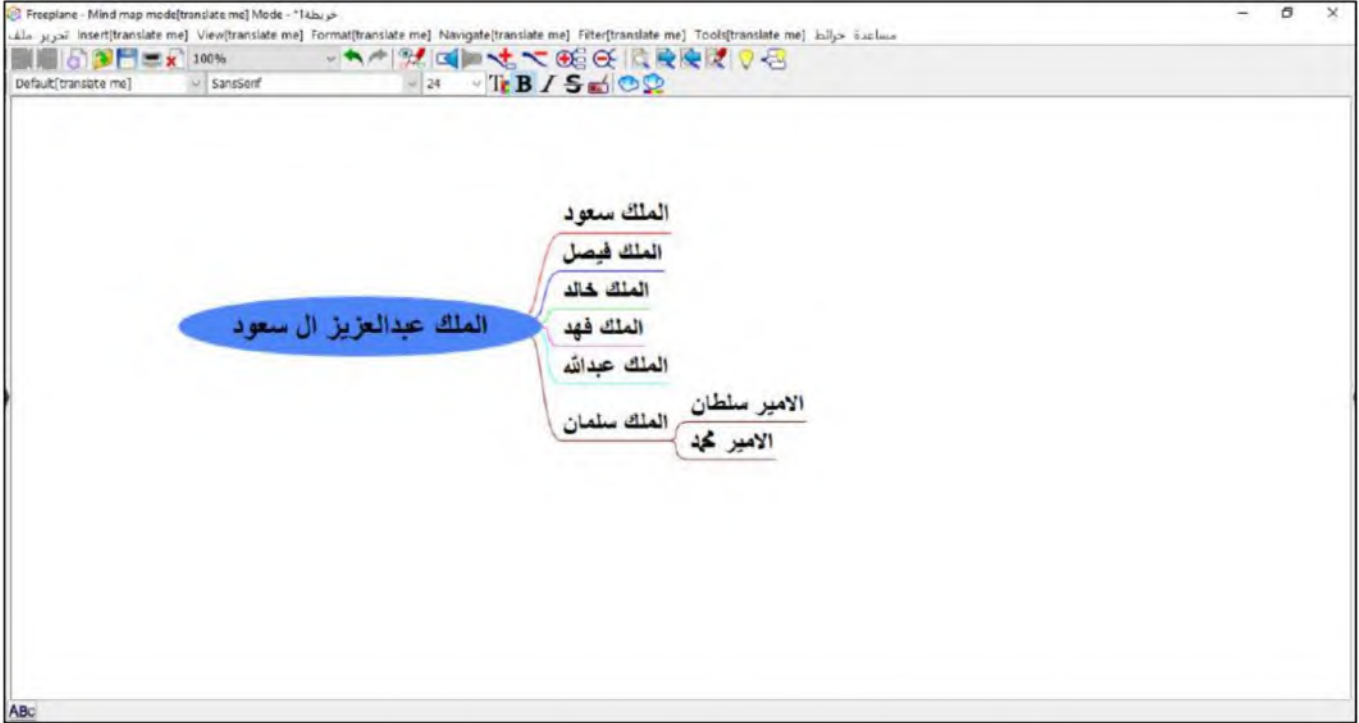 Freeplane - Mind map mode[translate me] Mode - *1خريطة
ملف تحرير Insert[translate me] View[translate me] Format[translate me] Navigate[translate me] Filter[translate me] Tools[translate me] خرائط مساعدة
100%
Default[translate me] SansSerif 24 B I S
الملك سعود
الملك فيصل
الملك خالد
الملك عبدالعزيز ال سعود
الملك فهد
الملك عبدالله
الملك سلمان
الامير سلطان
الامير محمد
ABC